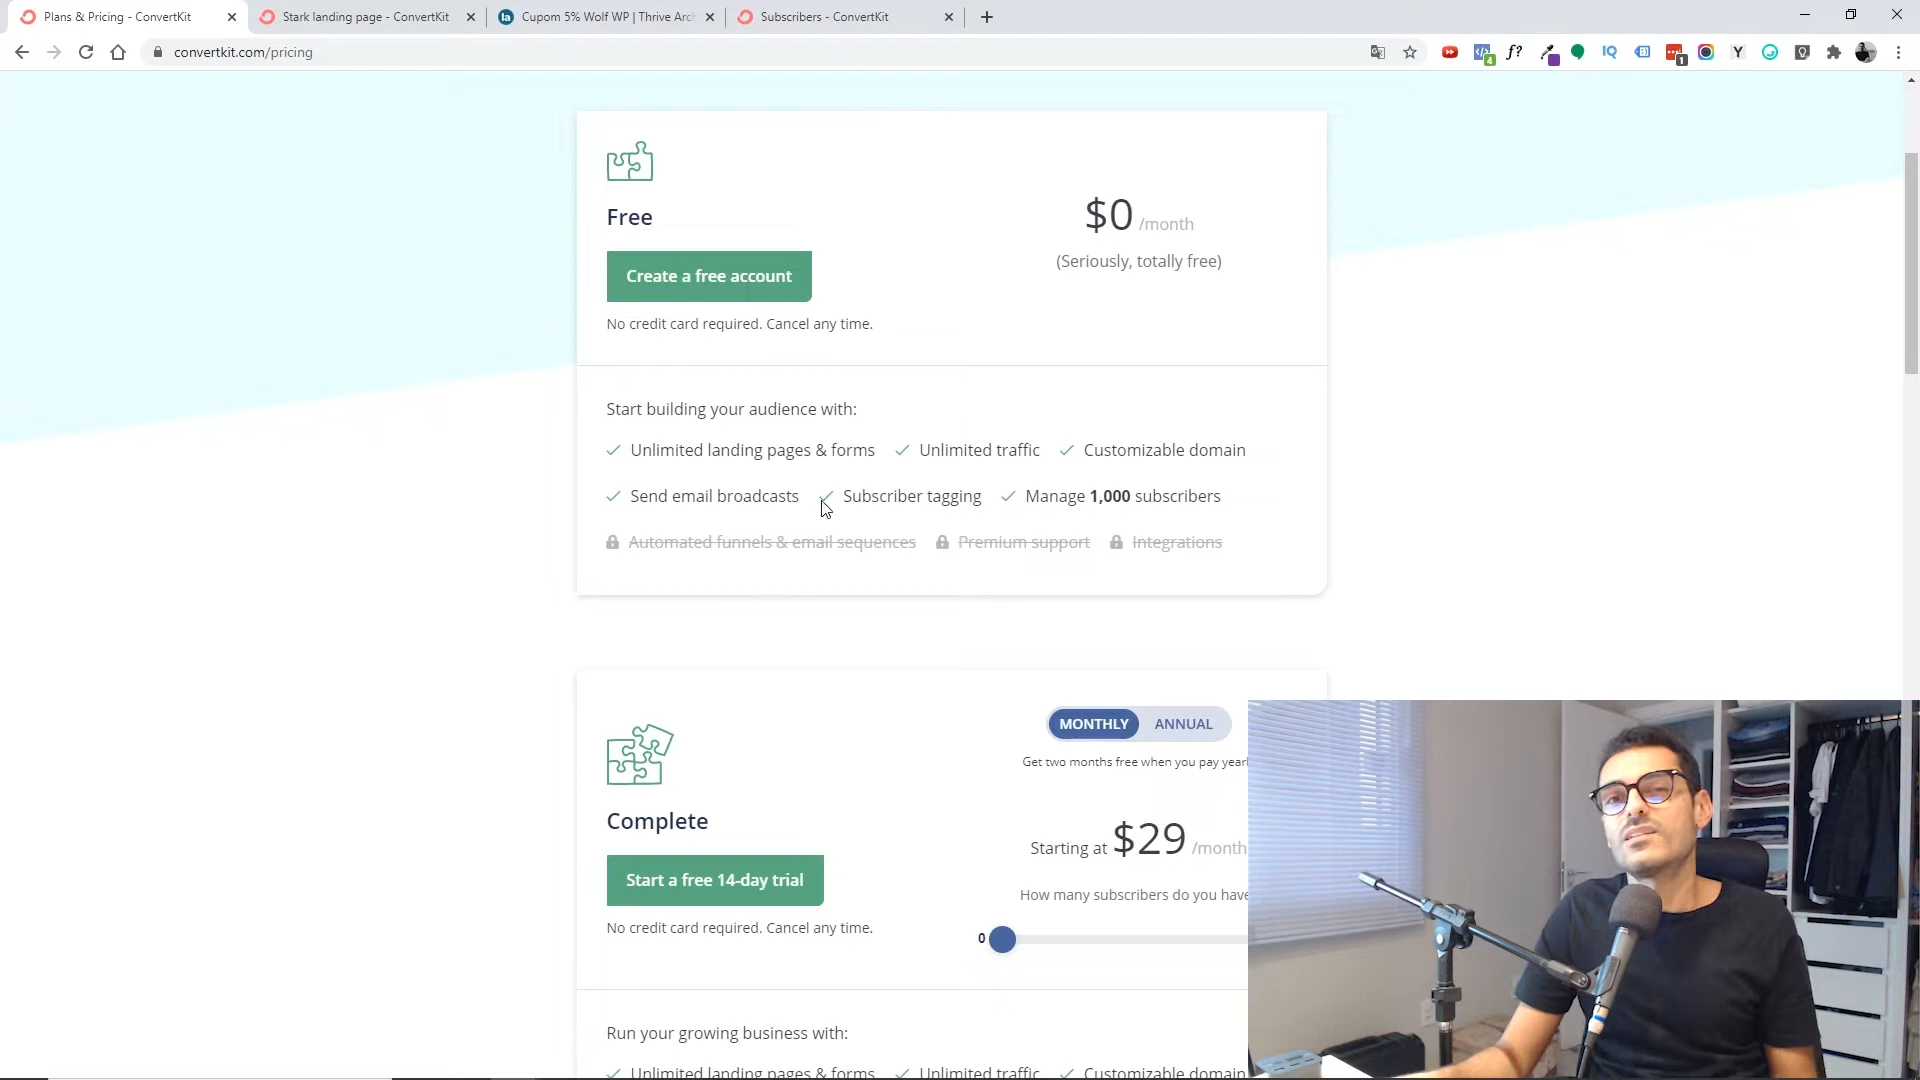 Plans & Pricing - ConvertKit
Stark landing page - ConvertKit
Cupom 5% Wolf WP | Thrive Arc
Subscribers - ConvertKit
convertkit.com/pricing
Free
$0 /month
(Seriously, totally free)
Create a free account
No credit card required. Cancel any time.
Start building your audience with:
Unlimited landing pages & forms
Unlimited traffic
Customizable domain
Send email broadcasts
Subscriber tagging
Manage 1,000 subscribers
Automated funnels & email sequences
Premium support
Integrations
MONTHLY
ANNUAL
Get two months free when you pay yearl
Complete
Starting at $29 /month
Start a free 14-day trial
How many subscribers do you have
No credit card required. Cancel any time.
0
Run your growing business with:
Unlimited landing pages & forms
Unlimited traffic
Customizable domain